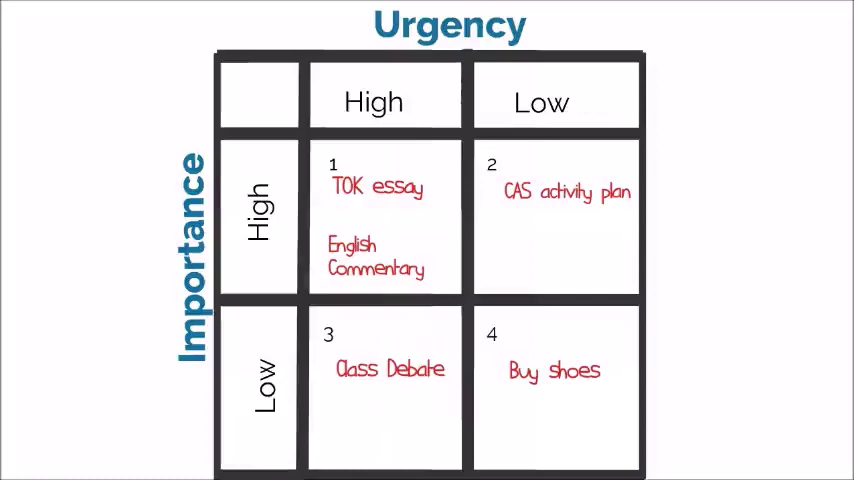 Urgency
High
Low
Importance
High
1
TOK essay
English
Commentary
2
CAS activity plan
Low
3
Class Debate
4
Buy shoes